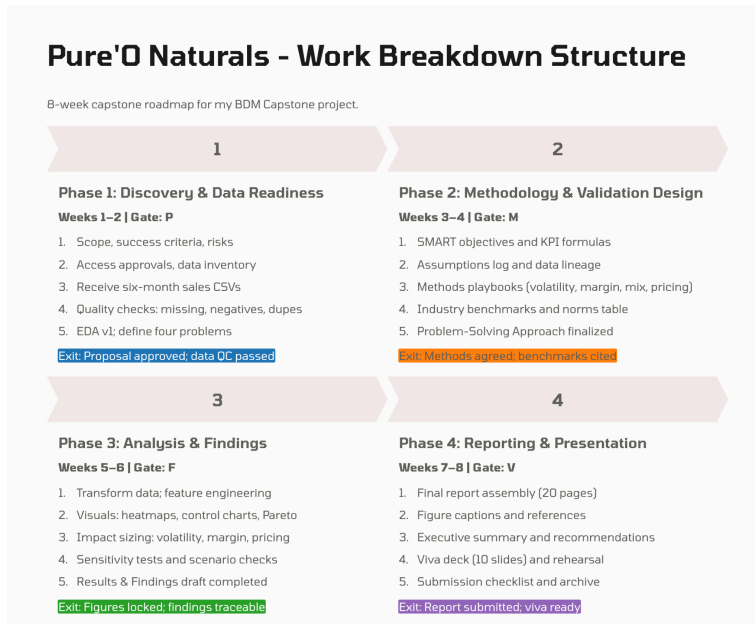 Pure'O Naturals - Work Breakdown Structure
8-week capstone roadmap for my BDM Capstone project.
1
Phase 1: Discovery & Data Readiness
Weeks 1–2 | Gate: P
1. Scope, success criteria, risks
2. Access approvals, data inventory
3. Receive six-month sales CSVs
4. Quality checks: missing, negatives, dupes
5. EDA v1; define four problems
Exit: Proposal approved; data QC passed
2
Phase 2: Methodology & Validation Design
Weeks 3–4 | Gate: M
1. SMART objectives and KPI formulas
2. Assumptions log and data lineage
3. Methods playbooks (volatility, margin, mix, pricing)
4. Industry benchmarks and norms table
5. Problem-Solving Approach finalized
Exit: Methods agreed; benchmarks cited
3
Phase 3: Analysis & Findings
Weeks 5–6 | Gate: F
1. Transform data; feature engineering
2. Visuals: heatmaps, control charts, Pareto
3. Impact sizing: volatility, margin, pricing
4. Sensitivity tests and scenario checks
5. Results & Findings draft completed
Exit: Figures locked; findings traceable
4
Phase 4: Reporting & Presentation
Weeks 7–8 | Gate: V
1. Final report assembly (20 pages)
2. Figure captions and references
3. Executive summary and recommendations
4. Viva deck (10 slides) and rehearsal
5. Submission checklist and archive
Exit: Report submitted; viva ready